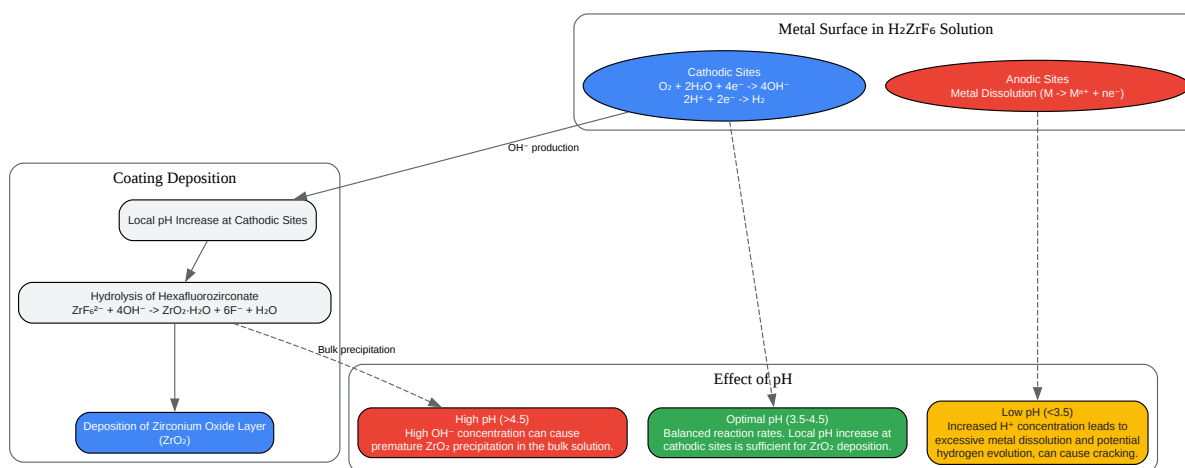 Metal Surface in H₂ZrF₆ Solution
Cathodic Sites
O₂ + 2H₂O + 4e⁻ -> 4OH⁻
2H⁺ + 2e⁻ -> H₂
Anodic Sites
Metal Dissolution (M -> Mⁿ⁺ + ne⁻)
OH⁻ production
Coating Deposition
Local pH Increase at Cathodic Sites
Hydrolysis of Hexafluorozirconate
ZrF₆²⁻ + 4OH⁻ -> ZrO₂·H₂O + 6F⁻ + H₂O
Bulk precipitation
Deposition of Zirconium Oxide Layer
(ZrO₂)
Effect of pH
High pH (>4.5)
High OH⁻ concentration can cause
premature ZrO₂ precipitation in the bulk solution.
Optimal pH (3.5-4.5)
Balanced reaction rates. Local pH increase at
cathodic sites is sufficient for ZrO₂ deposition.
Low pH (<3.5)
Increased H⁺ concentration leads to
excessive metal dissolution and potential
hydrogen evolution, can cause cracking.